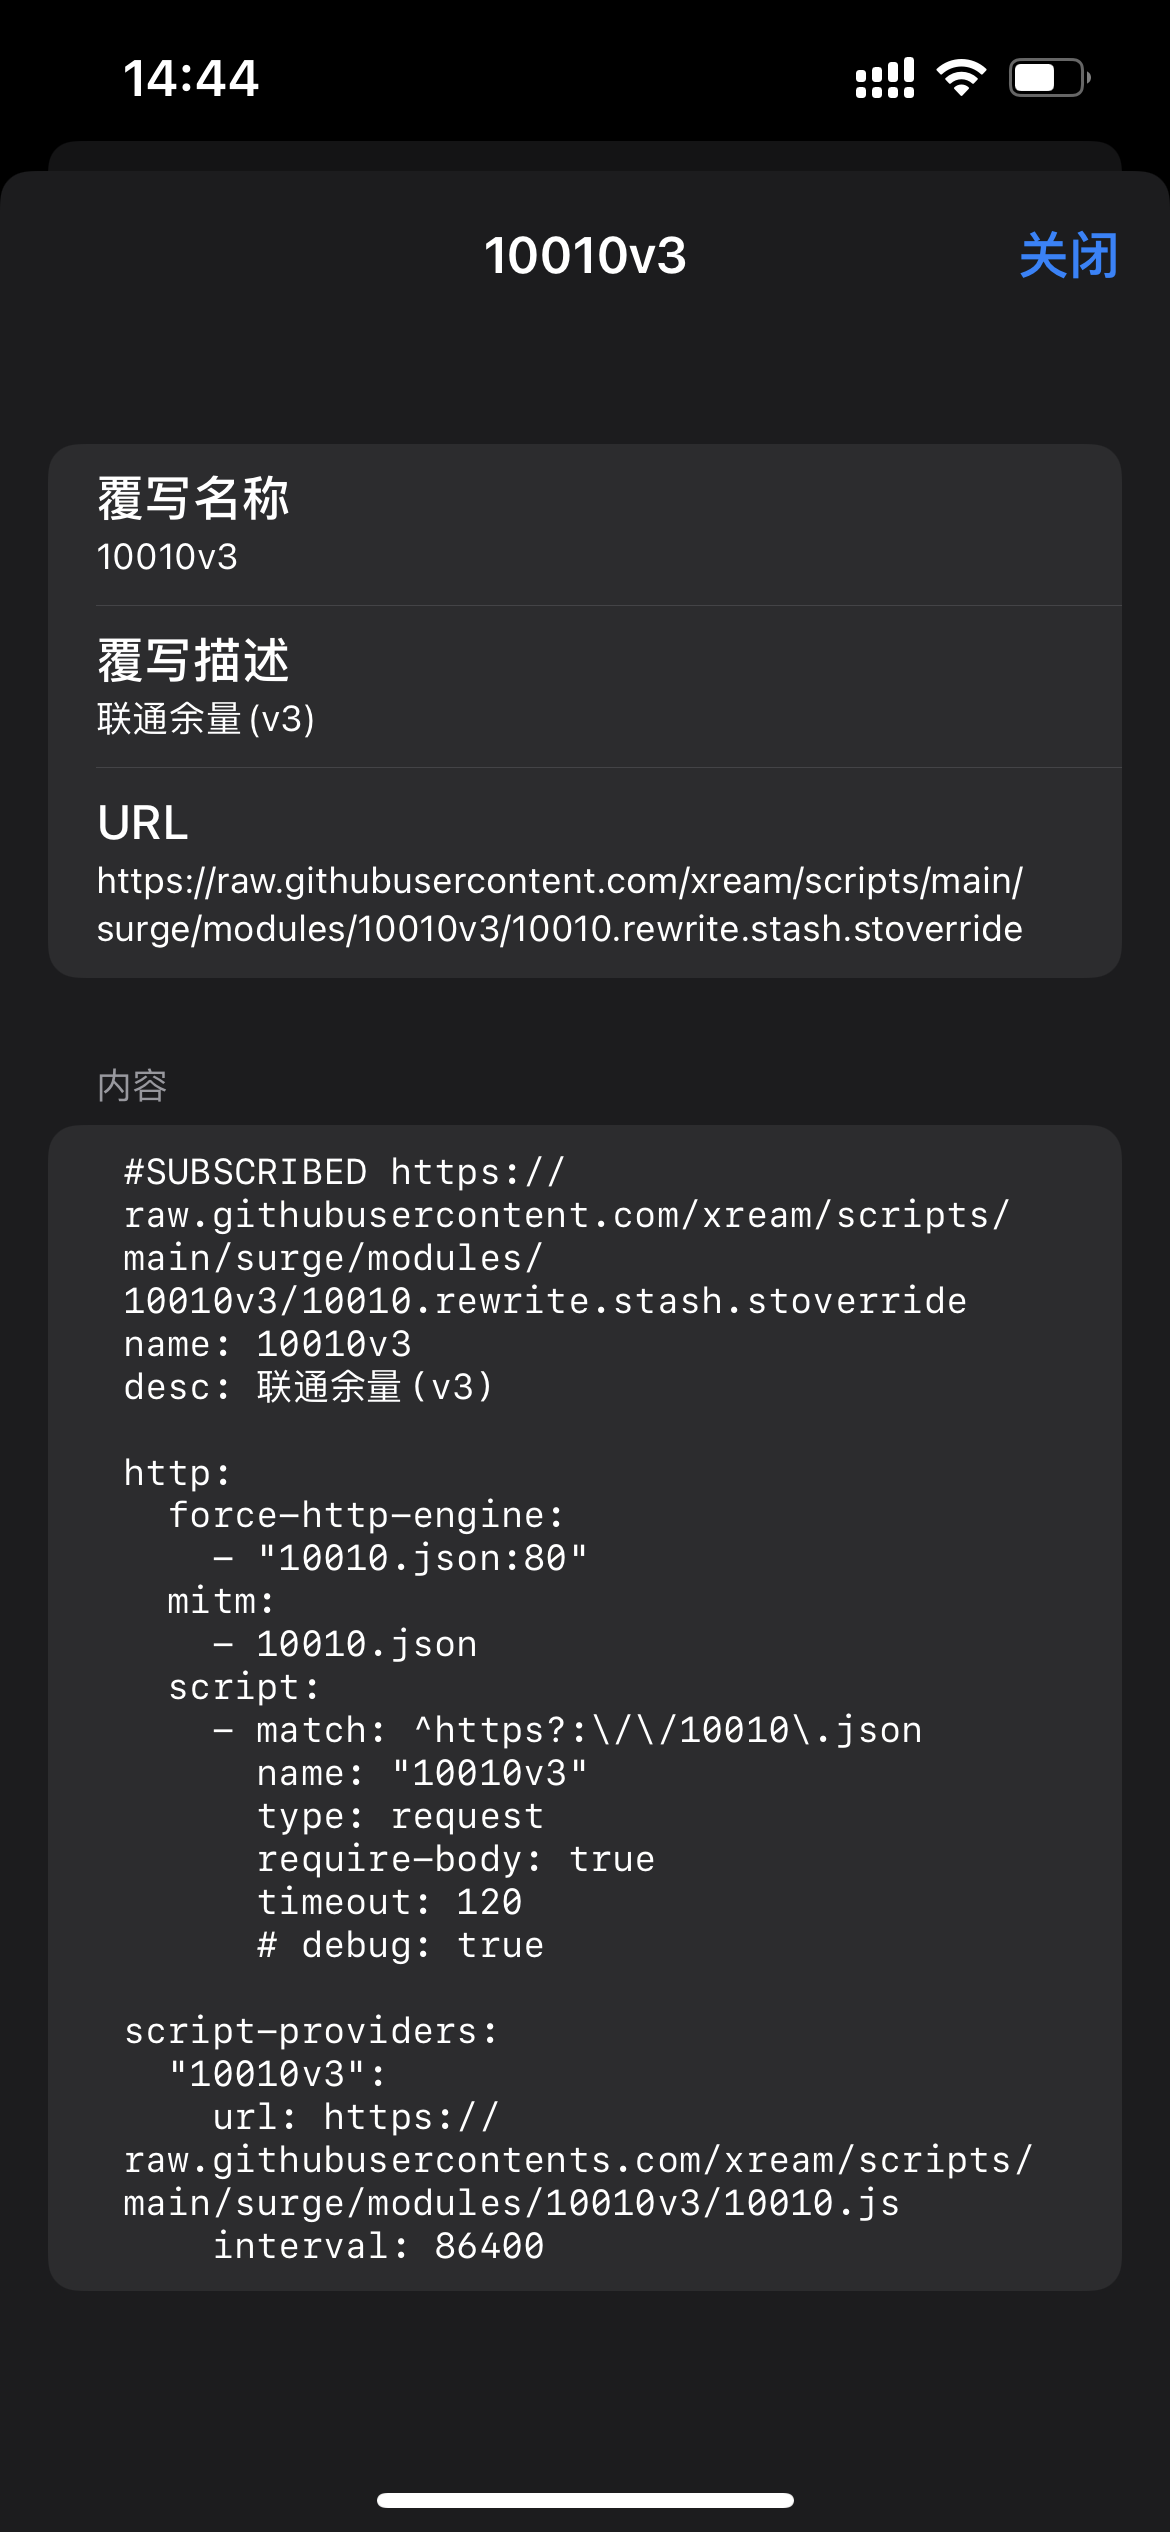 14:44
10010v3
关闭
覆写名称
10010v3
覆写描述
联通余量(v3)
URL
https://raw.githubusercontent.com/xream/scripts/main/
surge/modules/10010v3/10010.rewrite.stash.stoverride
内容
#SUBSCRIBED https://
raw.githubusercontent.com/xream/scripts/
main/surge/modules/
10010v3/10010.rewrite.stash.stoverride
name: 10010v3
desc: 联通余量(v3)
http:
  force-http-engine:
    - "10010.json:80"
  mitm:
    - 10010.json
  script:
    - match: ^https?:\/\/10010\.json
      name: "10010v3"
      type: request
      require-body: true
      timeout: 120
      # debug: true
script-providers:
  "10010v3":
    url: https://
raw.githubusercontents.com/xream/scripts/
main/surge/modules/10010v3/10010.js
    interval: 86400